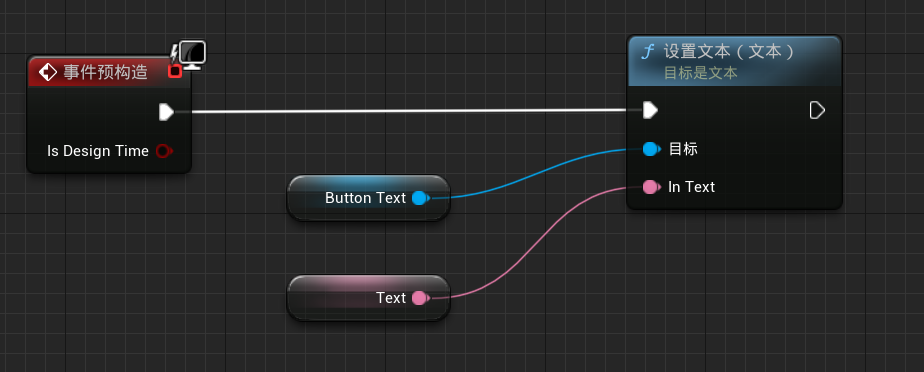 事件预构造
Is Design Time
设置文本（文本）
目标是文本
目标
In Text
Button Text
Text